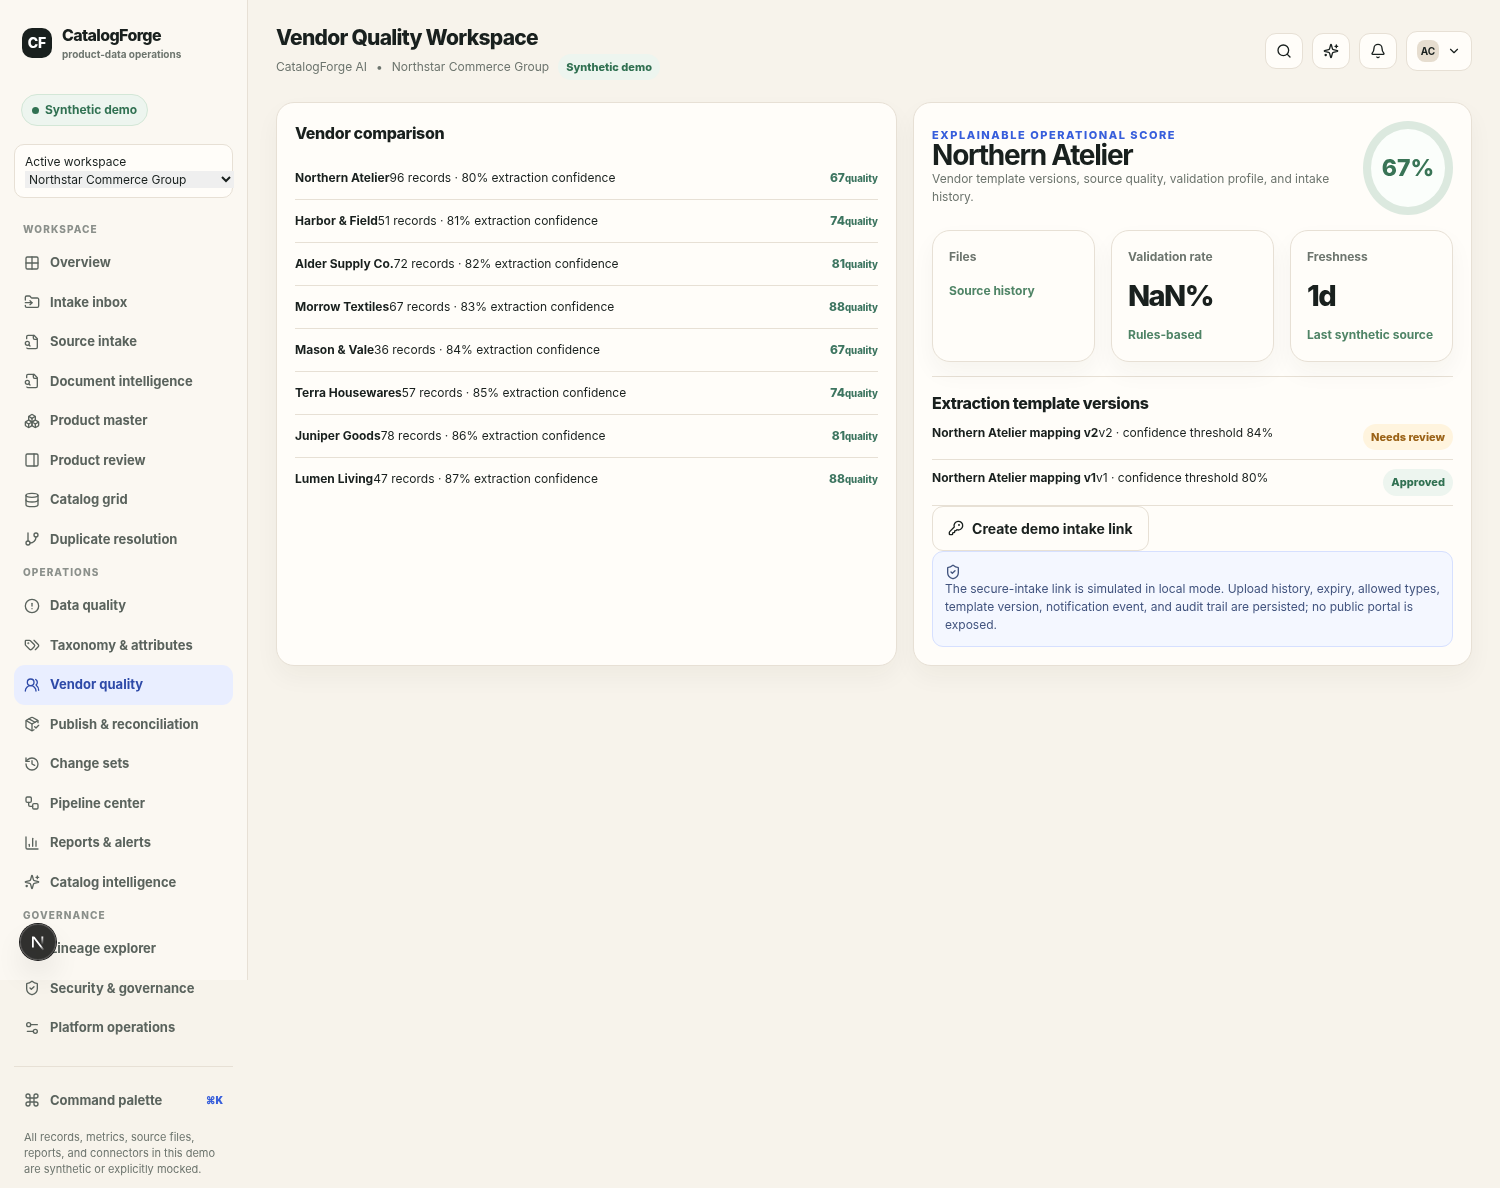 CF
CatalogForge
product-data operations
Synthetic demo
Active workspace
Northstar Commerce Group
WORKSPACE
Overview
Intake inbox
Source intake
Document intelligence
Product master
Product review
Catalog grid
Duplicate resolution
OPERATIONS
Data quality
Taxonomy & attributes
Vendor quality
Publish & reconciliation
Change sets
Pipeline center
Reports & alerts
Catalog intelligence
GOVERNANCE
N
Lineage explorer
Security & governance
Platform operations
Command palette ⌘K
All records, metrics, source files,
reports, and connectors in this demo
are synthetic or explicitly mocked.
Vendor Quality Workspace
CatalogForge AI • Northstar Commerce Group Synthetic demo
AC
Vendor comparison
Northern Atelier96 records · 80% extraction confidence 67quality
Harbor & Field51 records · 81% extraction confidence 74quality
Alder Supply Co.72 records · 82% extraction confidence 81quality
Morrow Textiles67 records · 83% extraction confidence 88quality
Mason & Vale36 records · 84% extraction confidence 67quality
Terra Housewares57 records · 85% extraction confidence 74quality
Juniper Goods78 records · 86% extraction confidence 81quality
Lumen Living47 records · 87% extraction confidence 88quality
EXPLAINABLE OPERATIONAL SCORE
Northern Atelier
Vendor template versions, source quality, validation profile, and intake
history.
67%
Files
Source history
Validation rate
NaN%
Rules-based
Freshness
1d
Last synthetic source
Extraction template versions
Northern Atelier mapping v2v2 · confidence threshold 84% Needs review
Northern Atelier mapping v1v1 · confidence threshold 80% Approved
Create demo intake link
The secure-intake link is simulated in local mode. Upload history, expiry, allowed types,
template version, notification event, and audit trail are persisted; no public portal is
exposed.